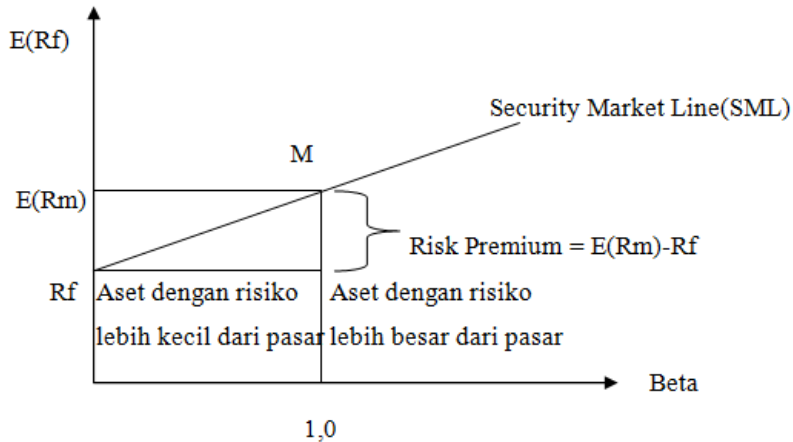 E(Rf)
Security Market Line(SML)
M
E(Rm)
Risk Premium = E(Rm)-Rf
Rf
Aset dengan risiko
lebih kecil dari pasar
Aset dengan risiko
lebih besar dari pasar
Beta
1,0